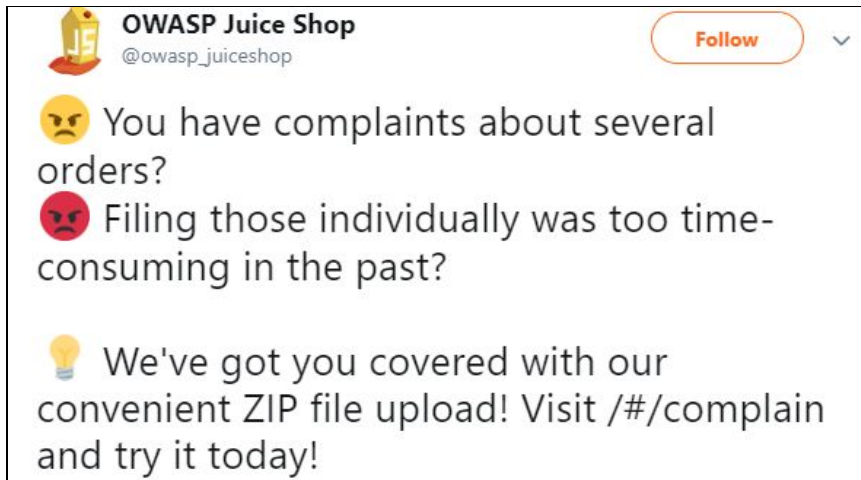 OWASP Juice Shop
@owasp_juiceshop
Follow
😠 You have complaints about several
orders?
😡 Filing those individually was too time-
consuming in the past?
💡 We've got you covered with our
convenient ZIP file upload! Visit /#/complain
and try it today!